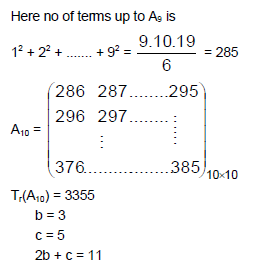 Here no of terms up to A₉ is
1² + 2² + ....... + 9² = 9.10.19 / 6 = 285
A₁₀ = (286 287........295
296 297........ ⋮
⋮ ⋮
376..................385)₁₀ₓ₁₀
Tᵣ(A₁₀) = 3355
b = 3
c = 5
2b + c = 11